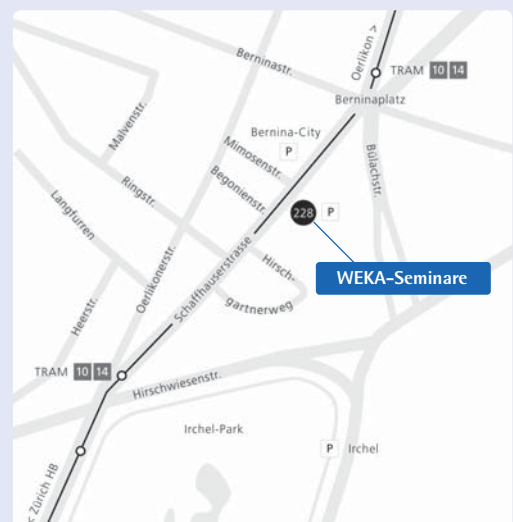 Oerlikon >
Berninastr.
TRAM 10 14
Berninaplatz
Malvenstr.
Bernina-City
P
Mimosenstr.
Bülachstr.
Ringstr.
Begonienstr.
Langfurren
228 P
Oerlikonerstr.
Schaffhauserstrasse
Hirsch-
gartnerweg
WEKA-Seminare
Heerstr.
TRAM 10 14
Hirschwiesenstr.
Irchel-Park
P Irchel
< Zürich HB